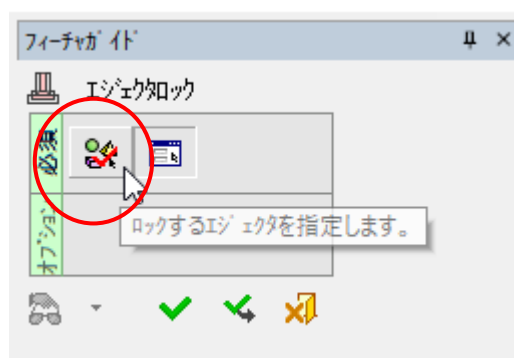 ﾌｨｰﾁｬｶﾞｲﾄﾞ
ｴｼﾞｪｸﾀﾛｯｸ
必須
ﾛｯｸするｴｼﾞｪｸﾀを指定します。
ｵﾌﾟｼｮﾝ